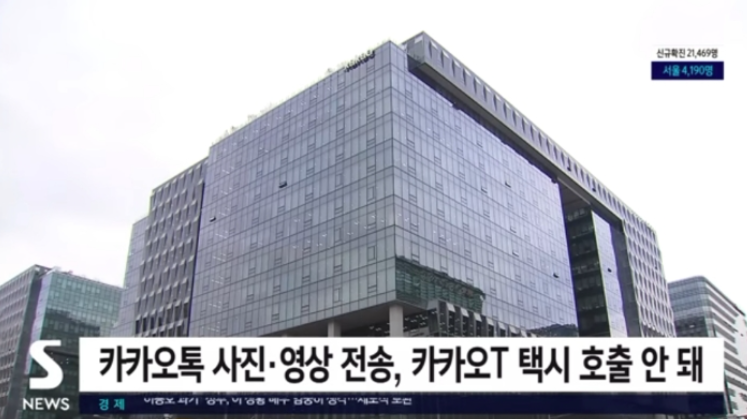 신규확진 21,469명
서울 4,190명
카카오톡 사진·영상 전송, 카카오T 택시 호출 안 돼
S
NEWS
경 제